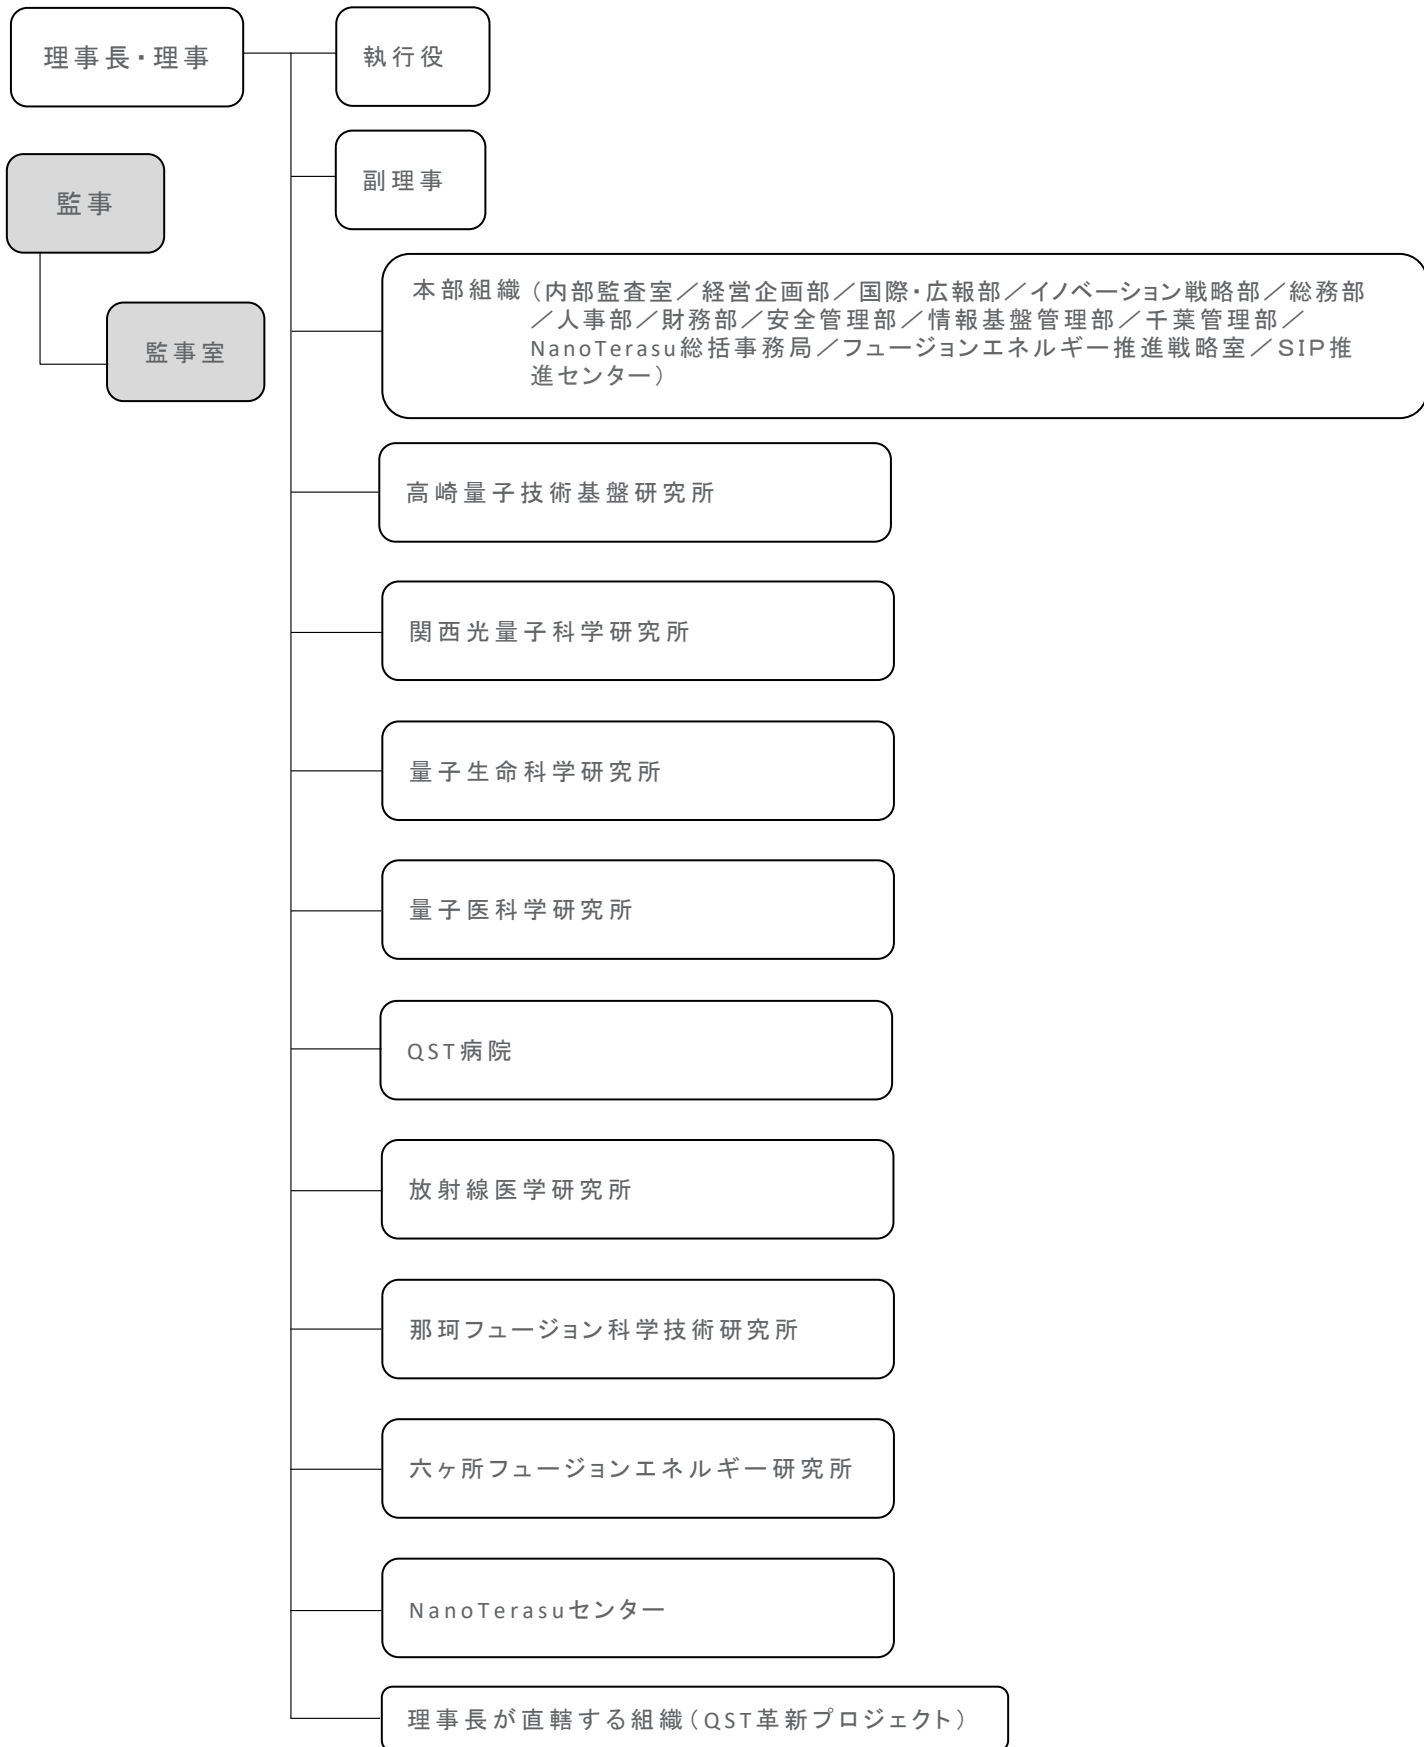 理事長・理事
執行役
副理事
監事
監事室
本部組織（内部監査室／経営企画部／国際・広報部／イノベーション戦略部／総務部
／人事部／財務部／安全管理部／情報基盤管理部／千葉管理部／
NanoTerasu総括事務局／フュージョンエネルギー推進戦略室／SIP推
進センター）
高崎量子技術基盤研究所
関西光量子科学研究所
量子生命科学研究所
量子医科学研究所
QST病院
放射線医学研究所
那珂フュージョン科学技術研究所
六ヶ所フュージョンエネルギー研究所
NanoTerasuセンター
理事長が直轄する組織（QST革新プロジェクト）